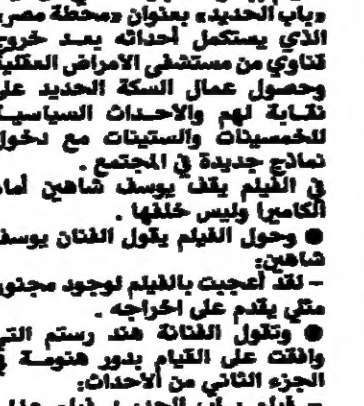 «باب الحديد» بعنوان «محطة مصر»
الذي يستكمل أحداثه بعد خروج
قناوي من مستشفى الامراض العقلية
وحصول عمال السكة الحديد على
نقابة لهم والاحداث السياسية
للخمسينات والستينات مع دخول
نماذج جديدة في المجتمع .
في الفيلم يقف يوسف شاهين أمام
الكاميرا وليس خلفها .
● وحول الفيلم يقول الفنان يوسف
شاهين:
– لقد أعجبت بالفيلم لوجود مجنون
مثلي يقدم على اخراجه .
● وتقول الفنانة هند رستم التي
وافقت على القيام بدور هنومة في
الجزء الثاني من الأحداث: